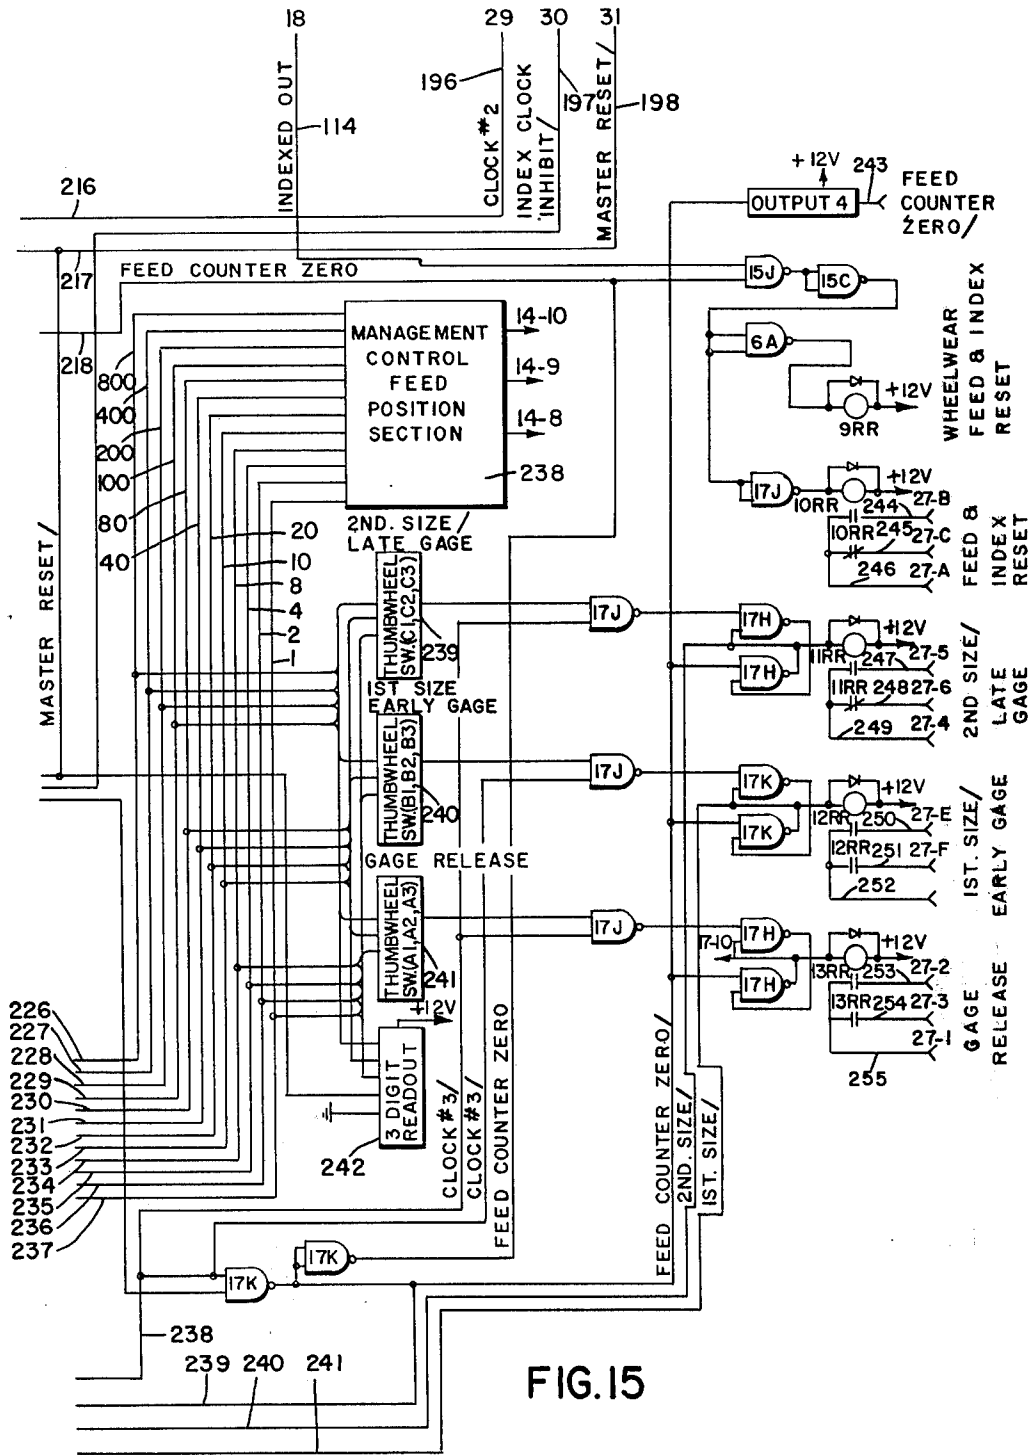 18
29
30
31
196
197
198
114
INDEXED OUT
CLOCK #2
INDEX CLOCK
INHIBIT/
MASTER RESET/
216
217
218
FEED COUNTER ZERO
+12V
243
OUTPUT 4
FEED
COUNTER
ZERO/
15J
15C
6A
+12V
9RR
WHEELWEAR
FEED & INDEX
RESET
800
400
200
100
80
40
20
10
8
4
2
1
MANAGEMENT
CONTROL
FEED
POSITION
SECTION
238
14-10
14-9
14-8
17J
10RR
+12V
27-B
244
10RR
245
27-C
246
27-A
FEED &
INDEX
RESET
MASTER RESET/
2ND. SIZE/
LATE GAGE
THUMBWHEEL
SW.(C1,C2,C3)
239
17J
17H
17H
11RR
+12V
27-5
247
11RR
248
27-6
249
27-4
2ND SIZE/
LATE
GAGE
1ST SIZE
EARLY GAGE
THUMBWHEEL
SW.(B1,B2,B3)
240
17J
17K
17K
12RR
+12V
27-E
250
12RR
251
27-F
252
1ST. SIZE/
EARLY GAGE
GAGE RELEASE
THUMBWHEEL
SW.(A1,A2,A3)
241
17J
17H
17H
17-10
13RR
+12V
27-2
253
13RR
254
27-3
27-1
255
GAGE
RELEASE
+12V
3 DIGIT
READOUT
242
CLOCK #3/
CLOCK #3/
FEED COUNTER ZERO
FEED COUNTER ZERO/
2ND. SIZE/
1ST. SIZE/
226
227
228
229
230
231
232
233
234
235
236
237
17K
17K
238
239
240
241
FIG.15